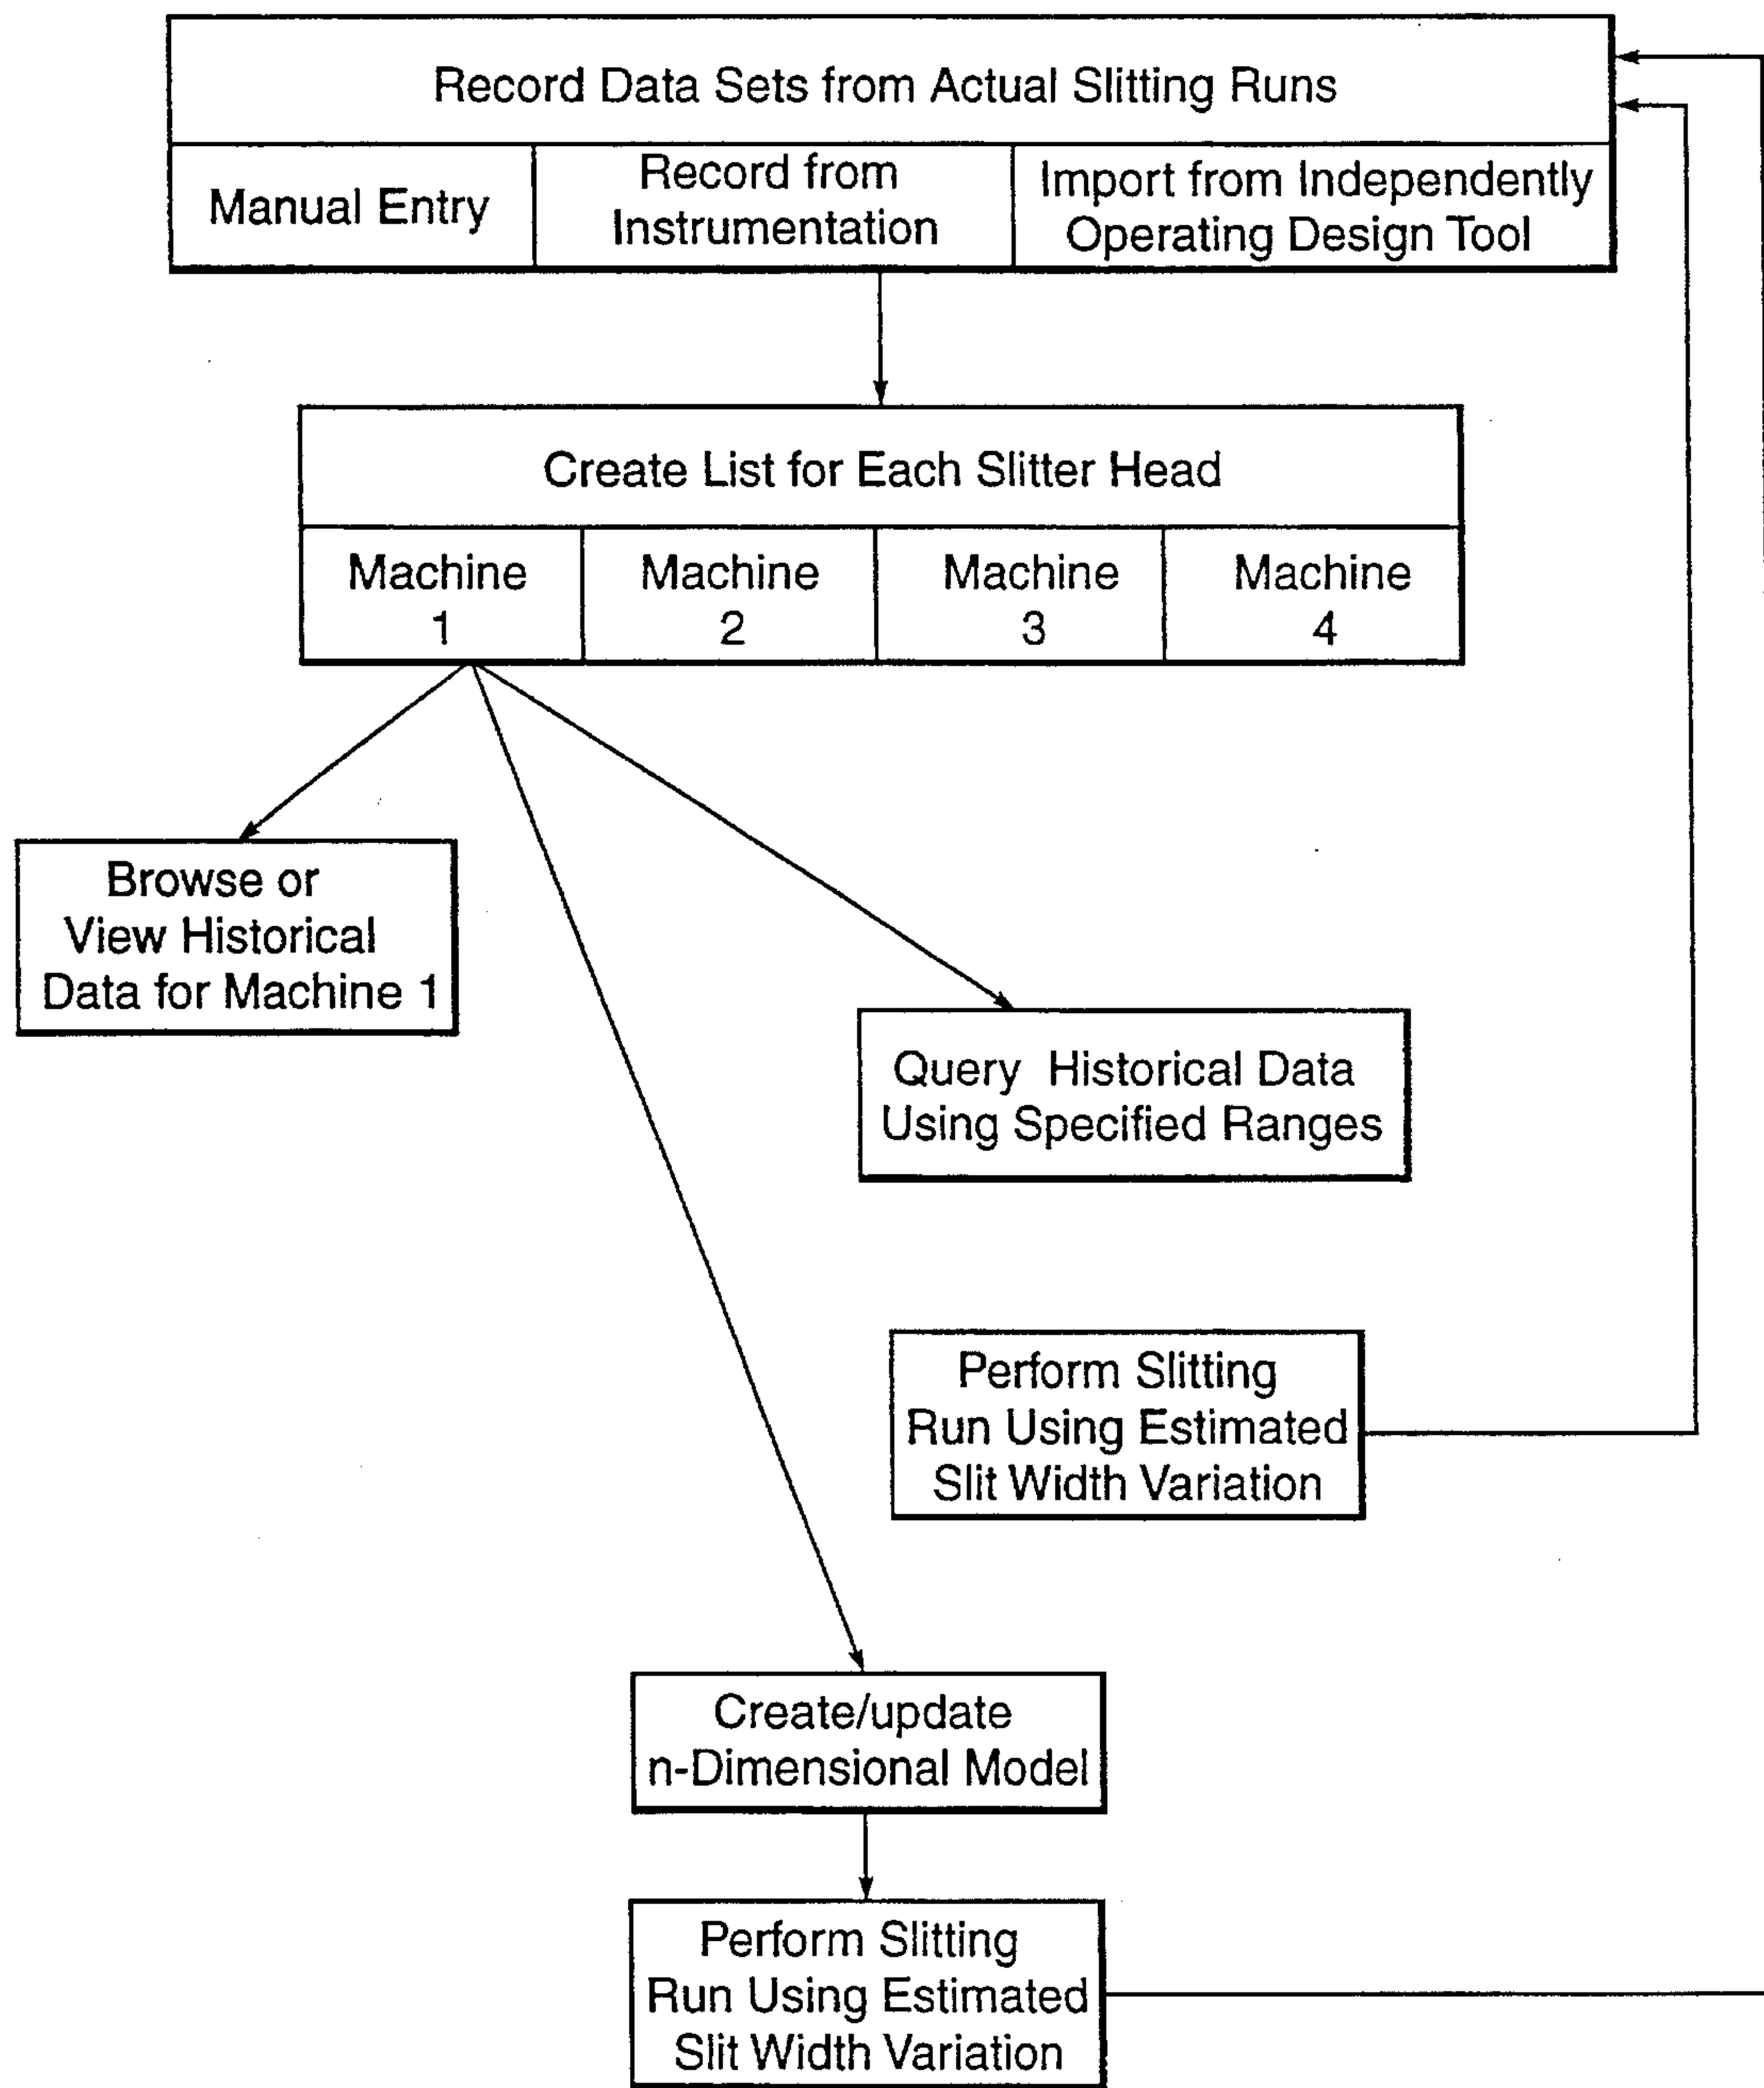 Record Data Sets from Actual Slitting Runs
Manual Entry
Record from
Instrumentation
Import from Independently
Operating Design Tool
Create List for Each Slitter Head
Machine
1
Machine
2
Machine
3
Machine
4
Browse or
View Historical
Data for Machine 1
Query Historical Data
Using Specified Ranges
Perform Slitting
Run Using Estimated
Slit Width Variation
Create/update
n-Dimensional Model
Perform Slitting
Run Using Estimated
Slit Width Variation